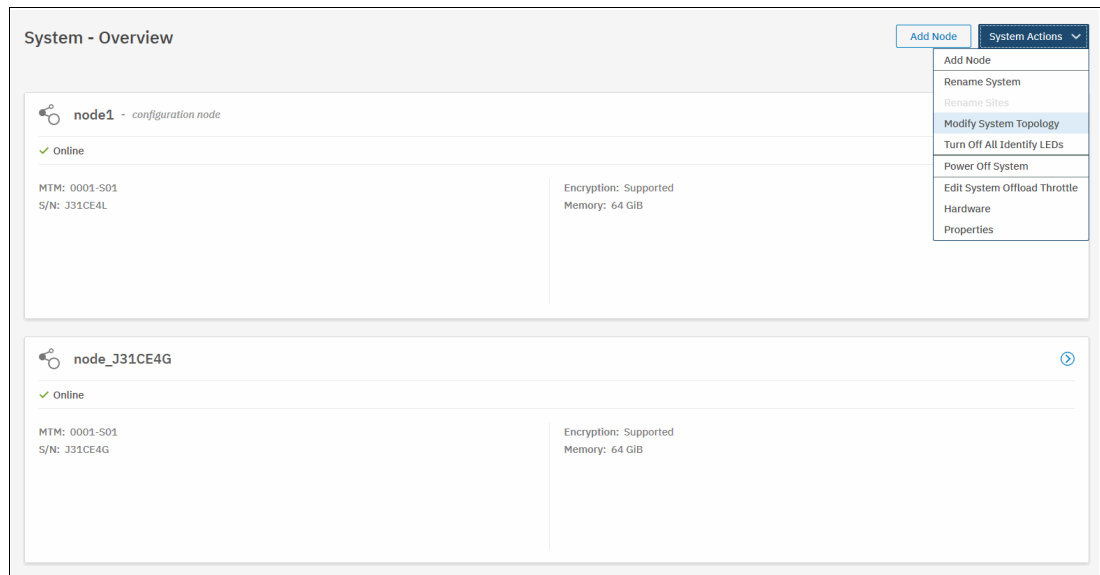 System - Overview
Add Node
System Actions
Add Node
Rename System
Rename Sites
Modify System Topology
Turn Off All Identify LEDs
Power Off System
Edit System Offload Throttle
Hardware
Properties
node1 - configuration node
Online
MTM: 0001-S01
S/N: J31CE4L
Encryption: Supported
Memory: 64 GiB
node_J31CE4G
Online
MTM: 0001-S01
S/N: J31CE4G
Encryption: Supported
Memory: 64 GiB